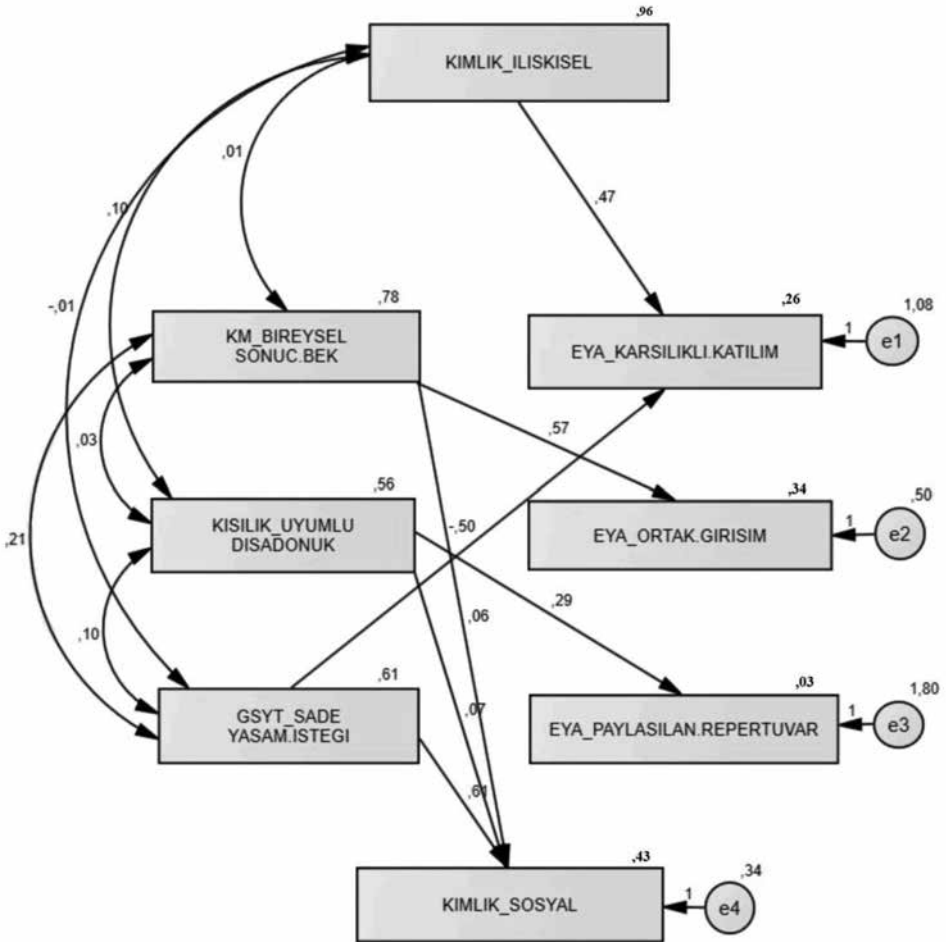 ,96
KIMLIK_ILISKISEL
,01
,47
,10
-,01
,78
KM_BIREYSEL
SONUC.BEK
,26
EYA_KARSILIKLI.KATILIM
1
1,08
e1
,03
,57
,56
KISILIK_UYUMLU
DISADONUK
-,50
,34
EYA_ORTAK.GIRISIM
1
,50
e2
,21
,10
,29
,06
,61
GSYT_SADE
YASAM.ISTEGI
,07
,03
EYA_PAYLASILAN.REPERTUVAR
1
1,80
e3
,61
,43
KIMLIK_SOSYAL
1
,34
e4